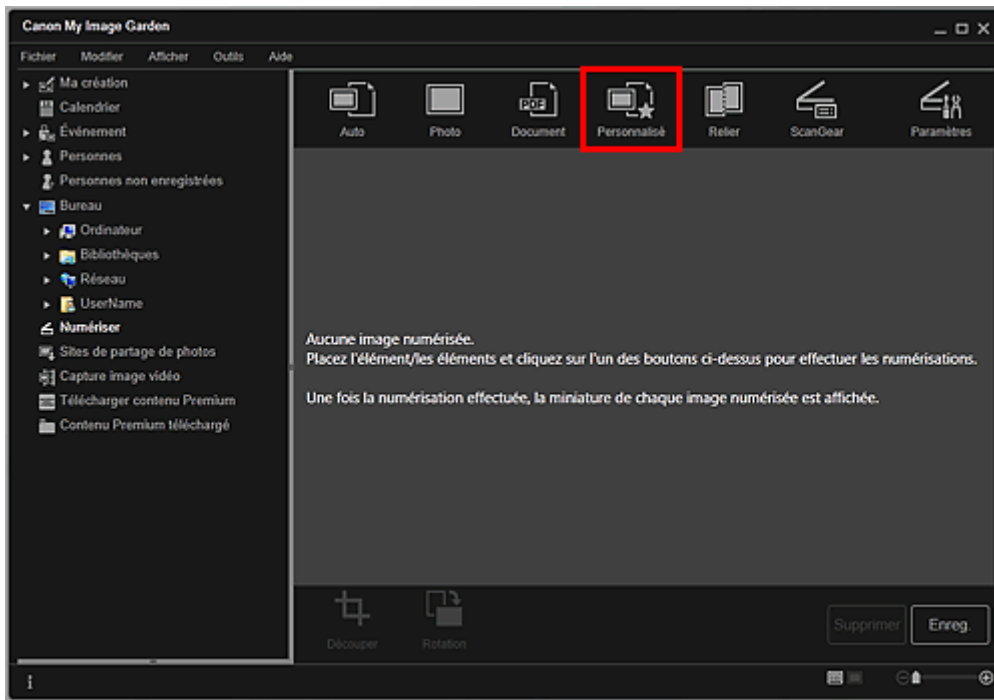 Canon My Image Garden
Fichier Modifier Afficher Outils Aide
Ma création
Calendrier
Événement
Personnes
Personnes non enregistrées
Bureau
Ordinateur
Bibliothèques
Réseau
UserName
Numériser
Sites de partage de photos
Capture image vidéo
Télécharger contenu Premium
Contenu Premium téléchargé
Auto Photo PDF Document Personnalisé Relier ScanGear Paramètres
Aucune image numérisée.
Placez l'élément/les éléments et cliquez sur l'un des boutons ci-dessus pour effectuer les numérisations.
Une fois la numérisation effectuée, la miniature de chaque image numérisée est affichée.
Découper Rotation Supprimer Enreg.